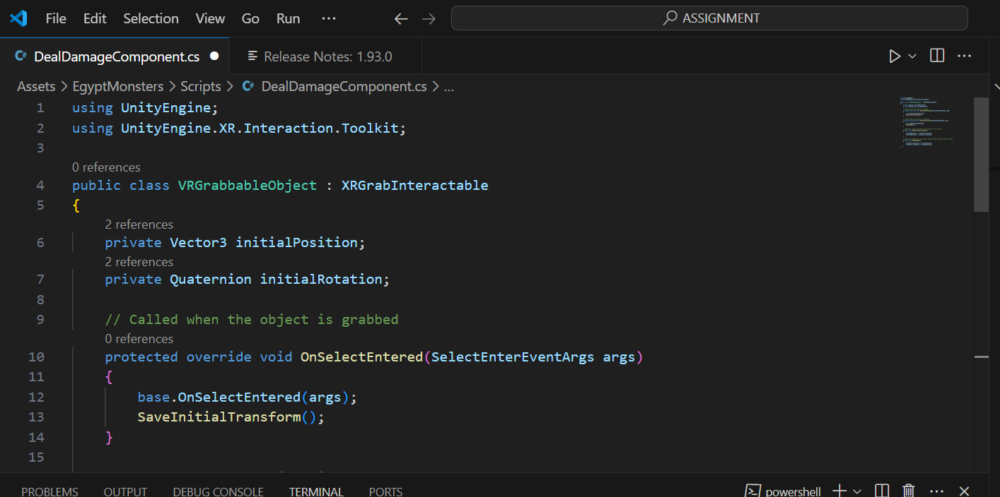 File Edit Selection View Go Run ··· ASSIGNMENT
DealDamageComponent.cs Release Notes: 1.93.0
Assets > EgyptMonsters > Scripts > DealDamageComponent.cs > ...
1 using UnityEngine;
2 using UnityEngine.XR.Interaction.Toolkit;
3
0 references
4 public class VRGrabbableObject : XRGrabInteractable
5 {
2 references
6 private Vector3 initialPosition;
2 references
7 private Quaternion initialRotation;
8
9 // Called when the object is grabbed
0 references
10 protected override void OnSelectEntered(SelectEnterEventArgs args)
11 {
12 base.OnSelectEntered(args);
13 SaveInitialTransform();
14 }
15
PROBLEMS OUTPUT DEBUG CONSOLE TERMINAL PORTS powershell